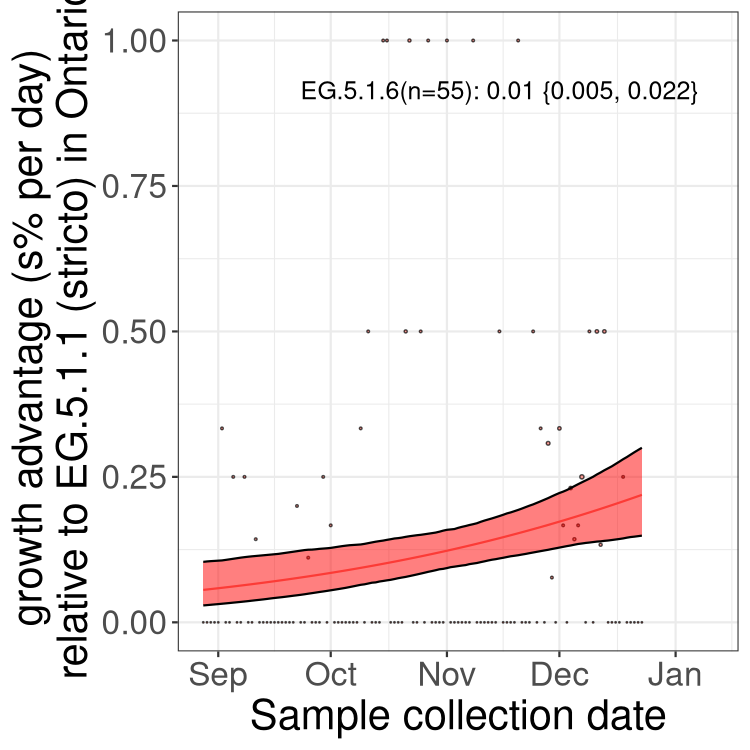 growth advantage (s% per day)
relative to EG.5.1.1 (stricto) in Ontario
1.00
0.75
0.50
0.25
0.00
EG.5.1.6(n=55): 0.01 {0.005, 0.022}
Sep Oct Nov Dec Jan
Sample collection date